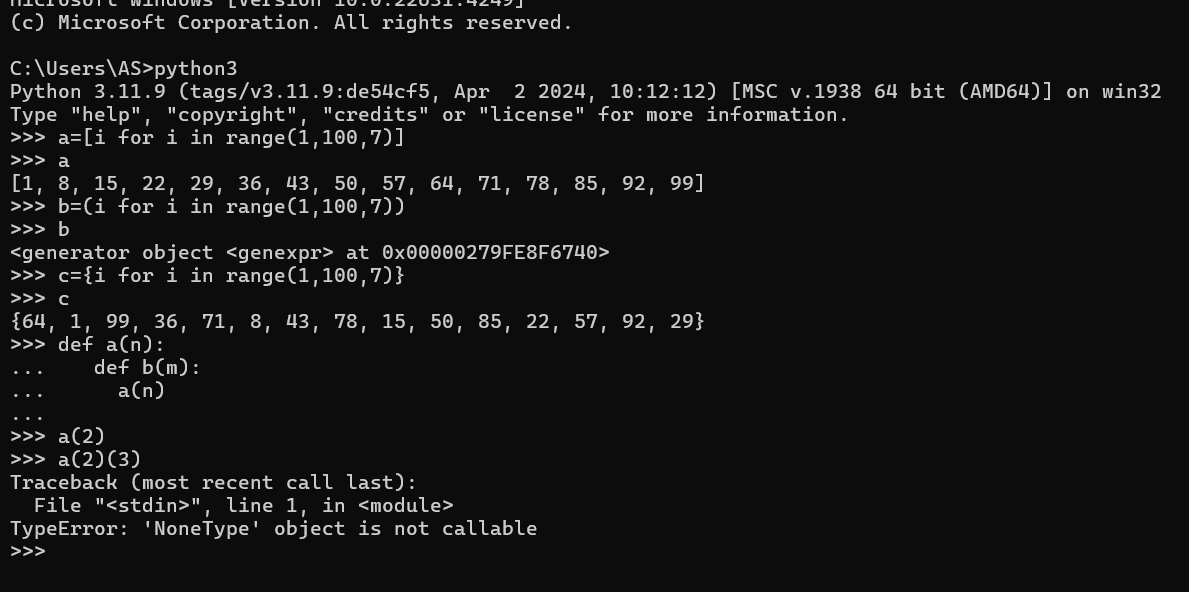 Microsoft Windows [Version 10.0.22631.4249]
(c) Microsoft Corporation. All rights reserved.
C:\Users\AS>python3
Python 3.11.9 (tags/v3.11.9:de54cf5, Apr  2 2024, 10:12:12) [MSC v.1938 64 bit (AMD64)] on win32
Type "help", "copyright", "credits" or "license" for more information.
>>> a=[i for i in range(1,100,7)]
>>> a
[1, 8, 15, 22, 29, 36, 43, 50, 57, 64, 71, 78, 85, 92, 99]
>>> b=(i for i in range(1,100,7))
>>> b
<generator object <genexpr> at 0x00000279FE8F6740>
>>> c={i for i in range(1,100,7)}
>>> c
{64, 1, 99, 36, 71, 8, 43, 78, 15, 50, 85, 22, 57, 92, 29}
>>> def a(n):
...    def b(m):
...      a(n)
...
>>> a(2)
>>> a(2)(3)
Traceback (most recent call last):
  File "<stdin>", line 1, in <module>
TypeError: 'NoneType' object is not callable
>>>